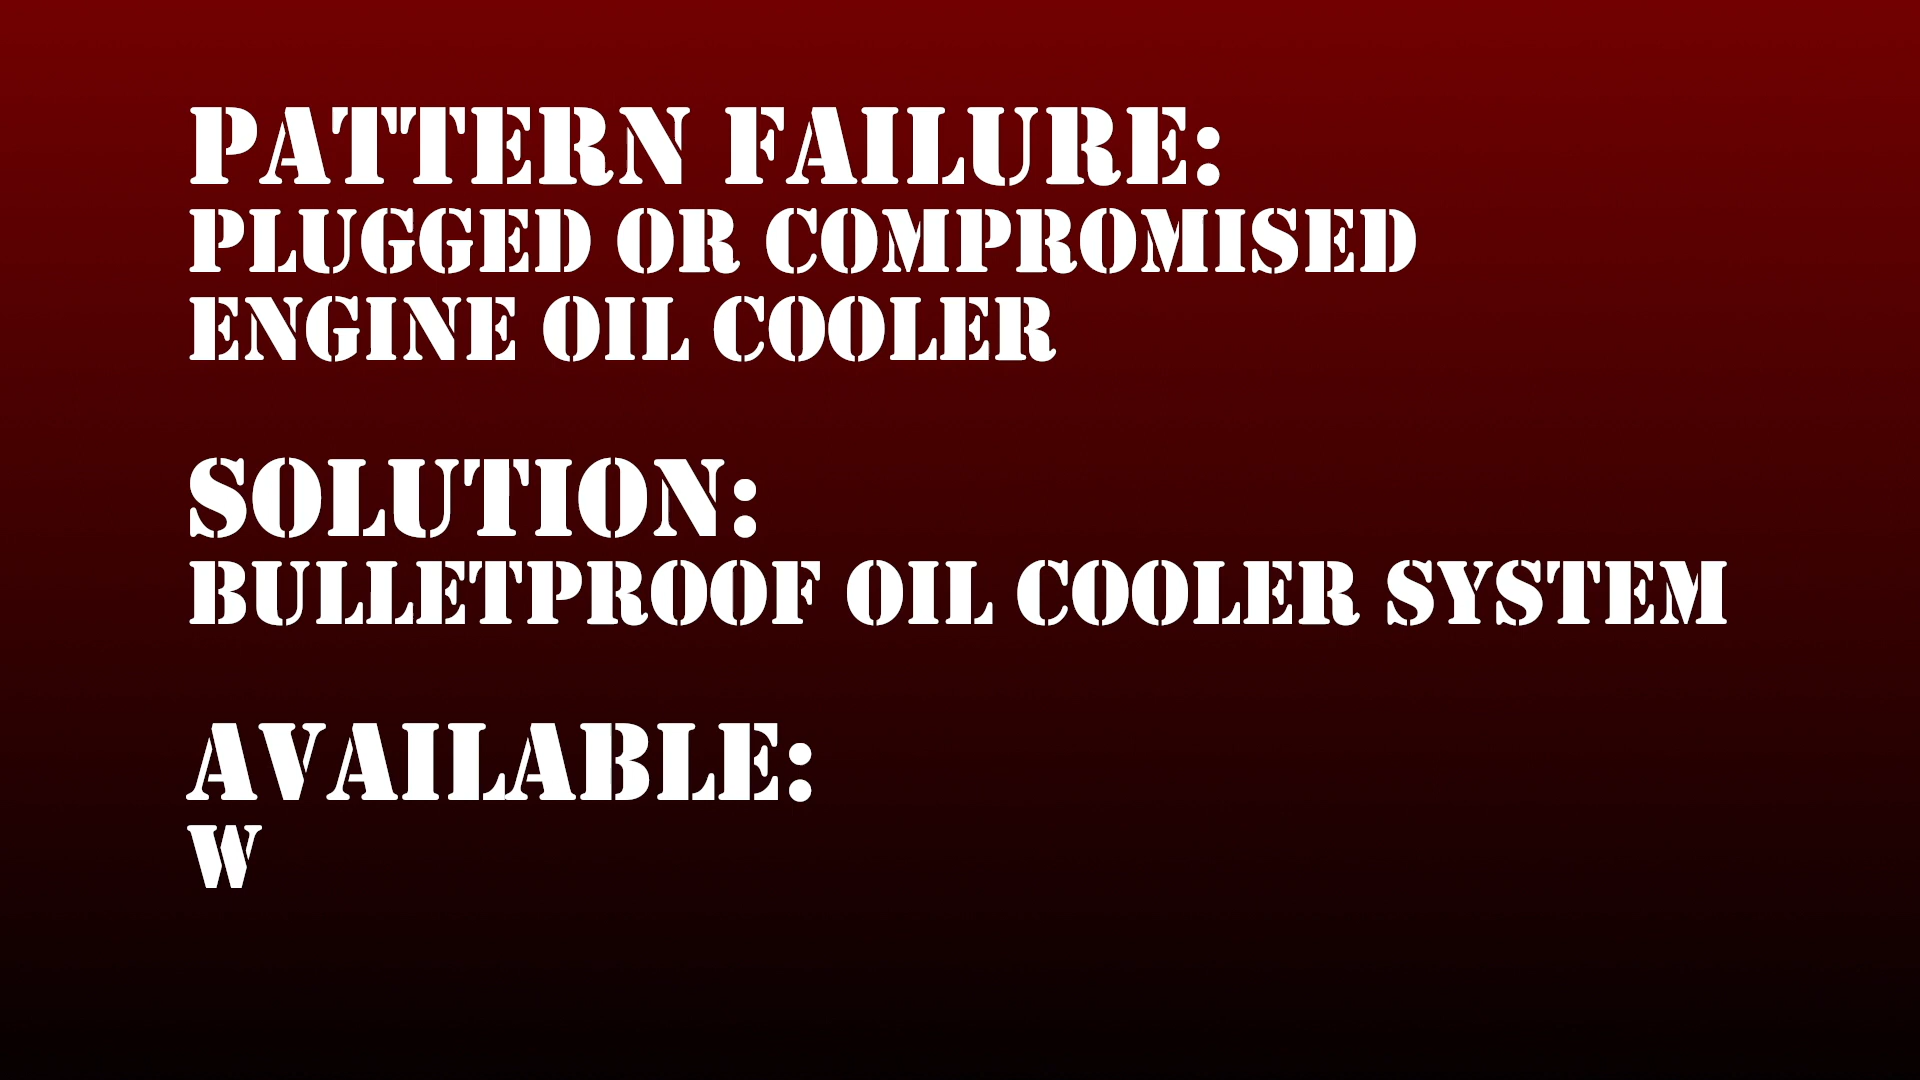 PATTERN FAILURE:
PLUGGED OR COMPROMISED
ENGINE OIL COOLER
SOLUTION:
BULLETPROOF OIL COOLER SYSTEM
AVAILABLE:
W